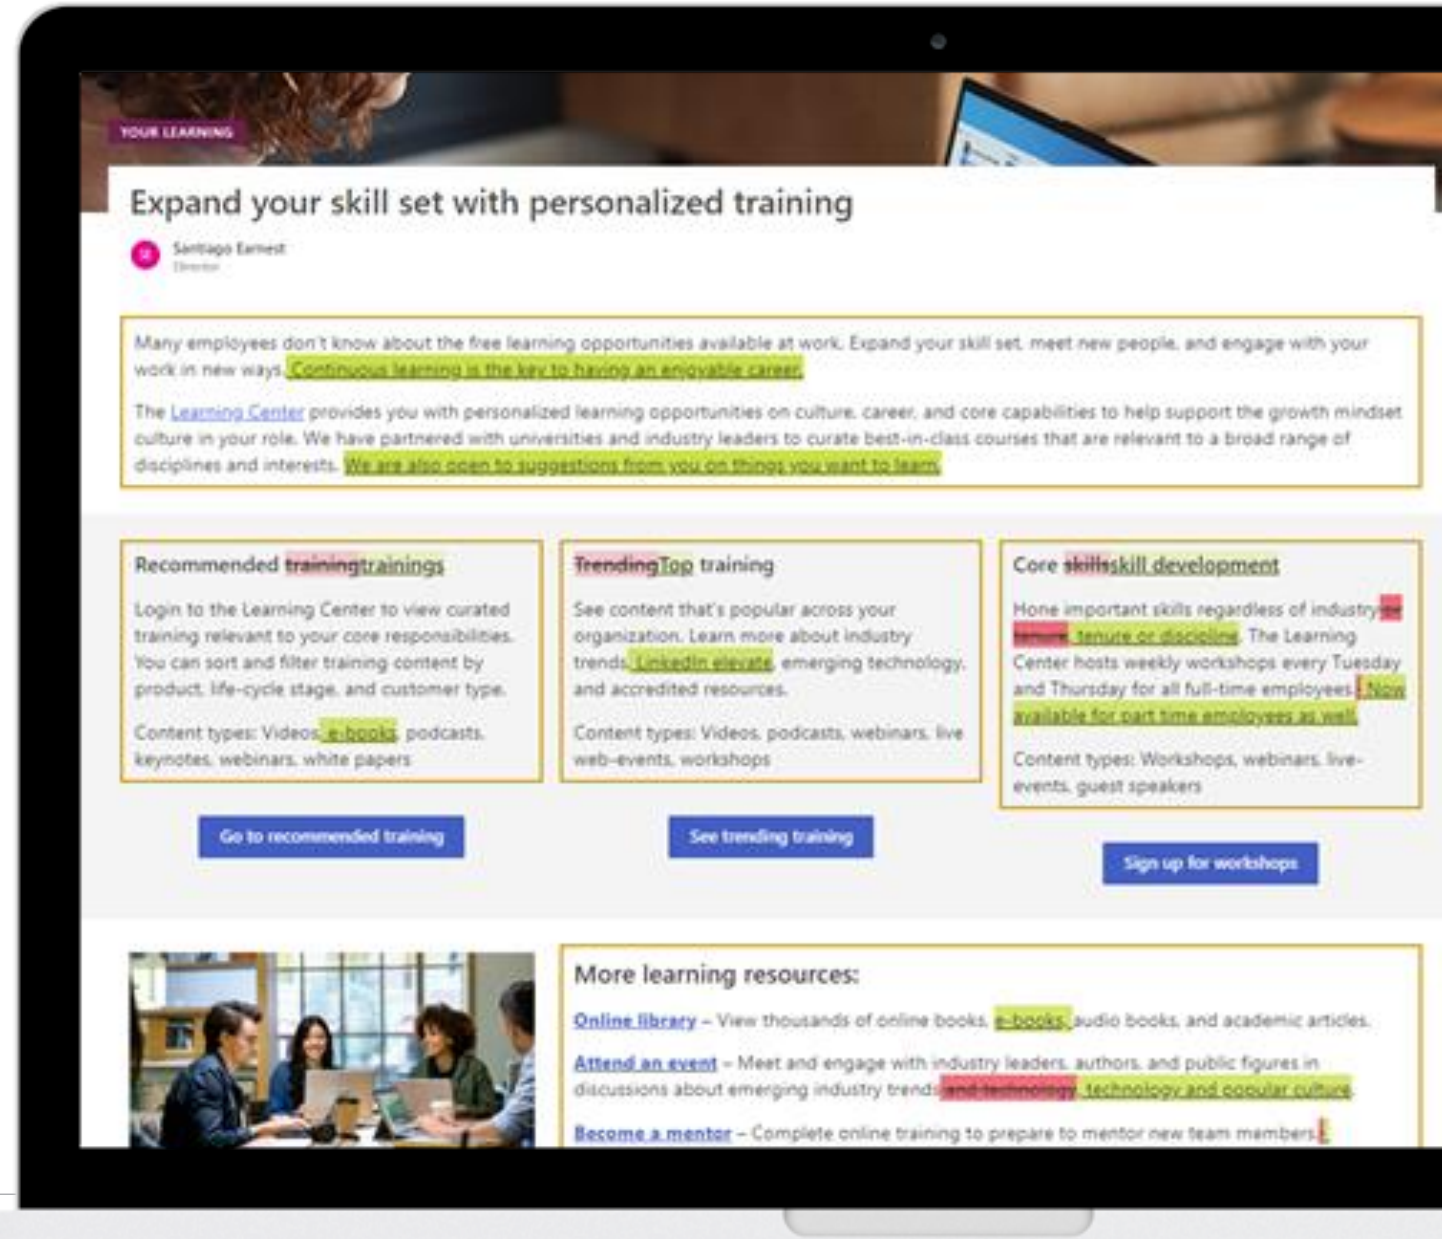 YOUR LEARNING
Expand your skill set with personalized training
SE
Santiago Earnest
Director
Many employees don't know about the free learning opportunities available at work. Expand your skill set, meet new people, and engage with your
work in new ways. Continuous learning is the key to having an enjoyable career.
The Learning Center provides you with personalized learning opportunities on culture, career, and core capabilities to help support the growth mindset
culture in your role. We have partnered with universities and industry leaders to curate best-in-class courses that are relevant to a broad range of
disciplines and interests. We are also open to suggestions from you on things you want to learn.
Recommended trainingtrainings
Login to the Learning Center to view curated
training relevant to your core responsibilities.
You can sort and filter training content by
product, life-cycle stage, and customer type.
Content types: Videos, e-books, podcasts,
keynotes, webinars, white papers
Go to recommended training
TrendingTop training
See content that's popular across your
organization. Learn more about industry
trends, LinkedIn elevate, emerging technology,
and accredited resources.
Content types: Videos, podcasts, webinars, live
web-events, workshops
See trending training
Core skillsskill development
Hone important skills regardless of industry or
tenure, tenure or discipline. The Learning
Center hosts weekly workshops every Tuesday
and Thursday for all full-time employees. Now
available for part time employees as well.
Content types: Workshops, webinars, live-
events, guest speakers
Sign up for workshops
More learning resources:
Online library – View thousands of online books, e-books, audio books, and academic articles.
Attend an event – Meet and engage with industry leaders, authors, and public figures in
discussions about emerging industry trends and technology, technology and popular culture.
Become a mentor – Complete online training to prepare to mentor new team members.